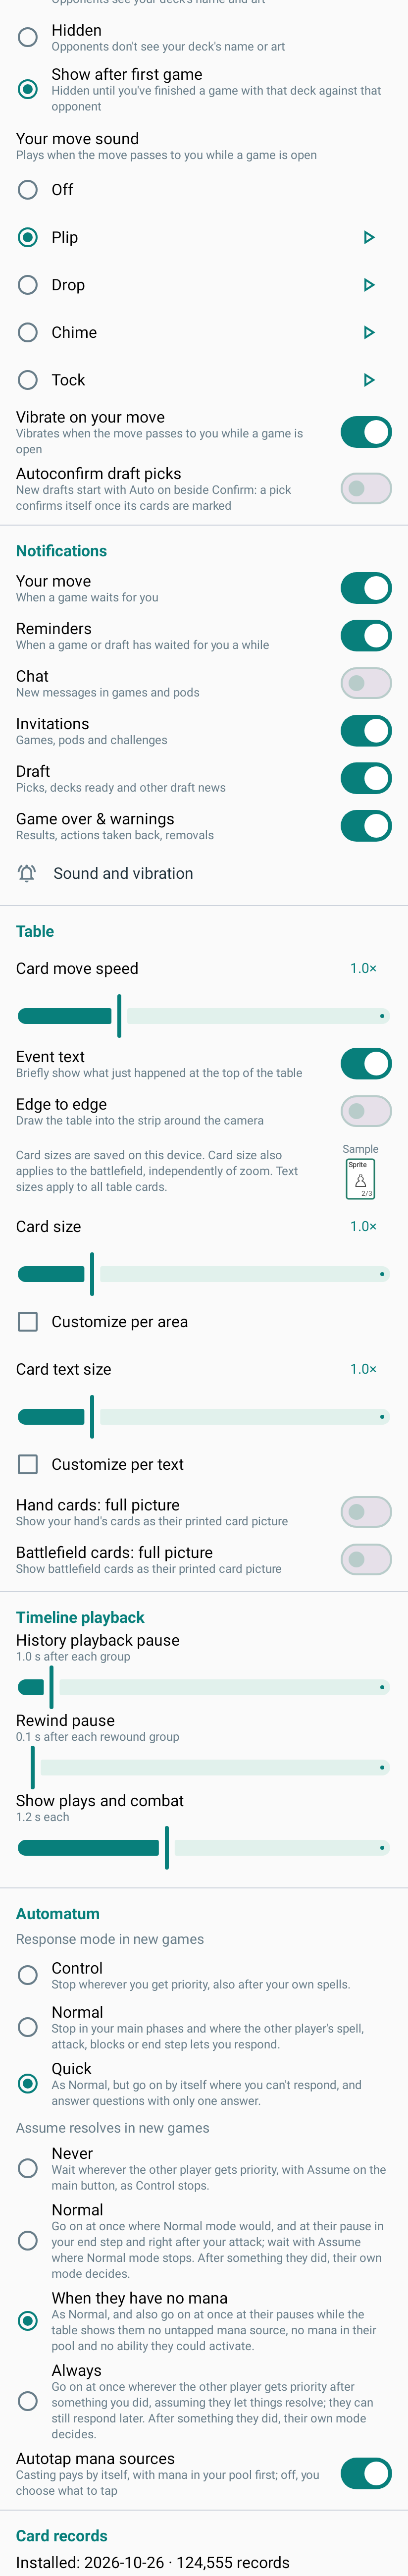 Hidden
Opponents don't see your deck's name or art
Show after first game
Hidden until you've finished a game with that deck against that
opponent
Your move sound
Plays when the move passes to you while a game is open
Off
Plip
Drop
Chime
Tock
Vibrate on your move
Vibrates when the move passes to you while a game is
open
Autoconfirm draft picks
New drafts start with Auto on beside Confirm: a pick
confirms itself once its cards are marked
Notifications
Your move
When a game waits for you
Reminders
When a game or draft has waited for you a while
Chat
New messages in games and pods
Invitations
Games, pods and challenges
Draft
Picks, decks ready and other draft news
Game over & warnings
Results, actions taken back, removals
Sound and vibration
Table
Card move speed
1.0×
Event text
Briefly show what just happened at the top of the table
Edge to edge
Draw the table into the strip around the camera
Card sizes are saved on this device. Card size also
applies to the battlefield, independently of zoom. Text
sizes apply to all table cards.
Sample
Sprite
2/3
Card size
1.0×
Customize per area
Card text size
1.0×
Customize per text
Hand cards: full picture
Show your hand's cards as their printed card picture
Battlefield cards: full picture
Show battlefield cards as their printed card picture
Timeline playback
History playback pause
1.0 s after each group
Rewind pause
0.1 s after each rewound group
Show plays and combat
1.2 s each
Automatum
Response mode in new games
Control
Stop wherever you get priority, also after your own spells.
Normal
Stop in your main phases and where the other player's spell,
attack, blocks or end step lets you respond.
Quick
As Normal, but go on by itself where you can't respond, and
answer questions with only one answer.
Assume resolves in new games
Never
Wait wherever the other player gets priority, with Assume on the
main button, as Control stops.
Normal
Go on at once where Normal mode would, and at their pause in
your end step and right after your attack; wait with Assume
where Normal mode stops. After something they did, their own
mode decides.
When they have no mana
As Normal, and also go on at once at their pauses while the
table shows them no untapped mana source, no mana in their
pool and no ability they could activate.
Always
Go on at once wherever the other player gets priority after
something you did, assuming they let things resolve; they can
still respond later. After something they did, their own mode
decides.
Autotap mana sources
Casting pays by itself, with mana in your pool first; off, you
choose what to tap
Card records
Installed: 2026-10-26 · 124,555 records